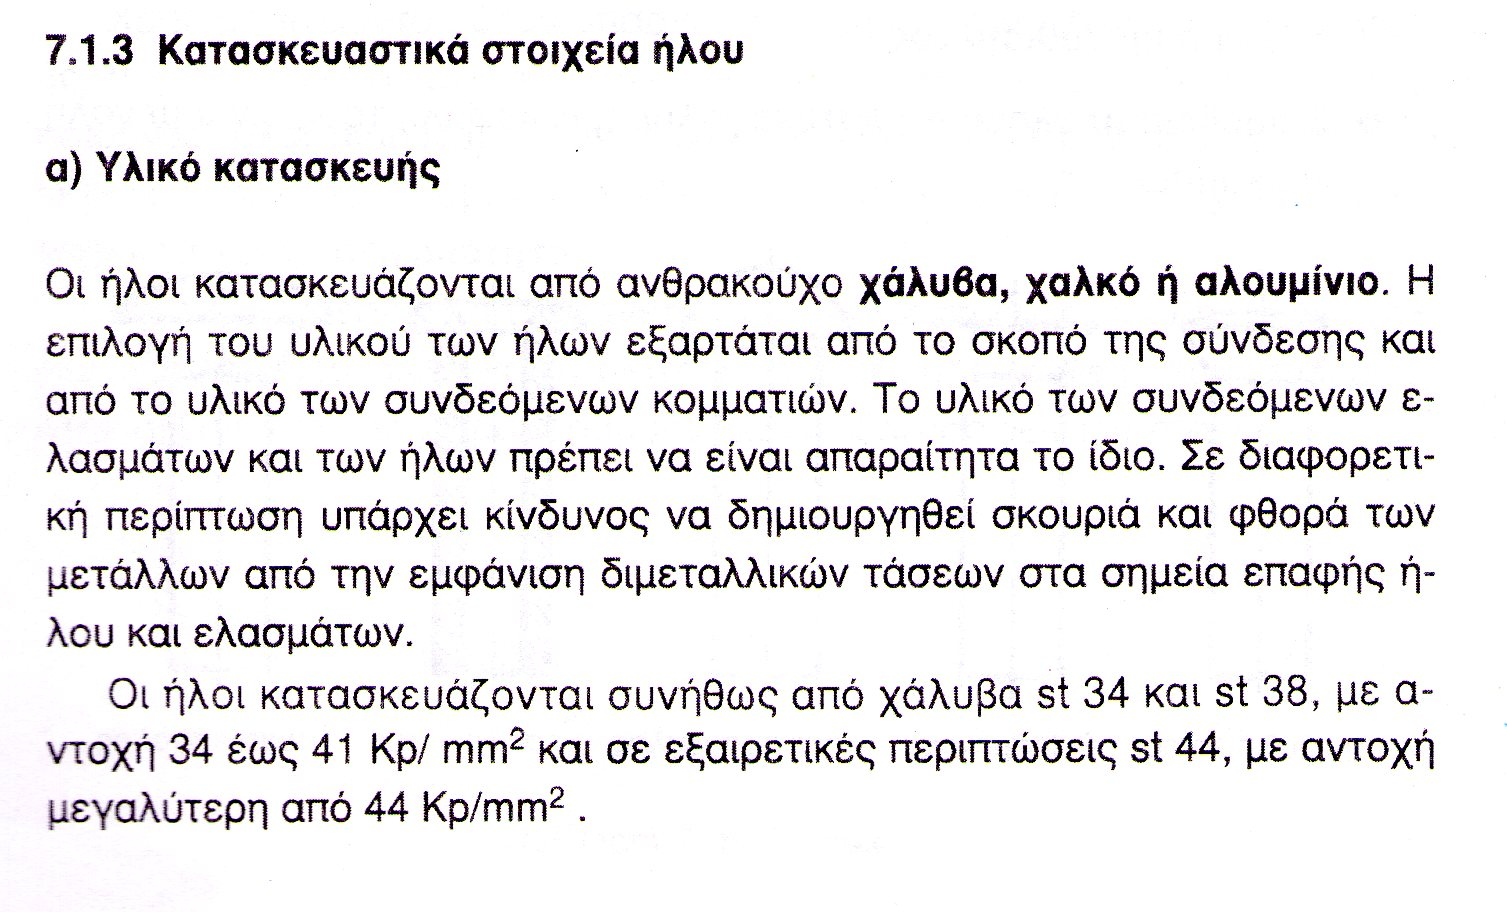 7.1.3 Κατασκευαστικά στοιχεία ήλου
α) Υλικό κατασκευής
Οι ήλοι κατασκευάζονται από ανθρακούχο χάλυβα, χαλκό ή αλουμίνιο. Η
επιλογή του υλικού των ήλων εξαρτάται από το σκοπό της σύνδεσης και
από το υλικό των συνδεόμενων κομματιών. Το υλικό των συνδεόμενων ε-
λασμάτων και των ήλων πρέπει να είναι απαραίτητα το ίδιο. Σε διαφορετι-
κή περίπτωση υπάρχει κίνδυνος να δημιουργηθεί σκουριά και φθορά των
μετάλλων από την εμφάνιση διμεταλλικών τάσεων στα σημεία επαφής ή-
λου και ελασμάτων.
Οι ήλοι κατασκευάζονται συνήθως από χάλυβα st 34 και st 38, με α-
ντοχή 34 έως 41 Kp/ mm² και σε εξαιρετικές περιπτώσεις st 44, με αντοχή
μεγαλύτερη από 44 Kp/mm² .